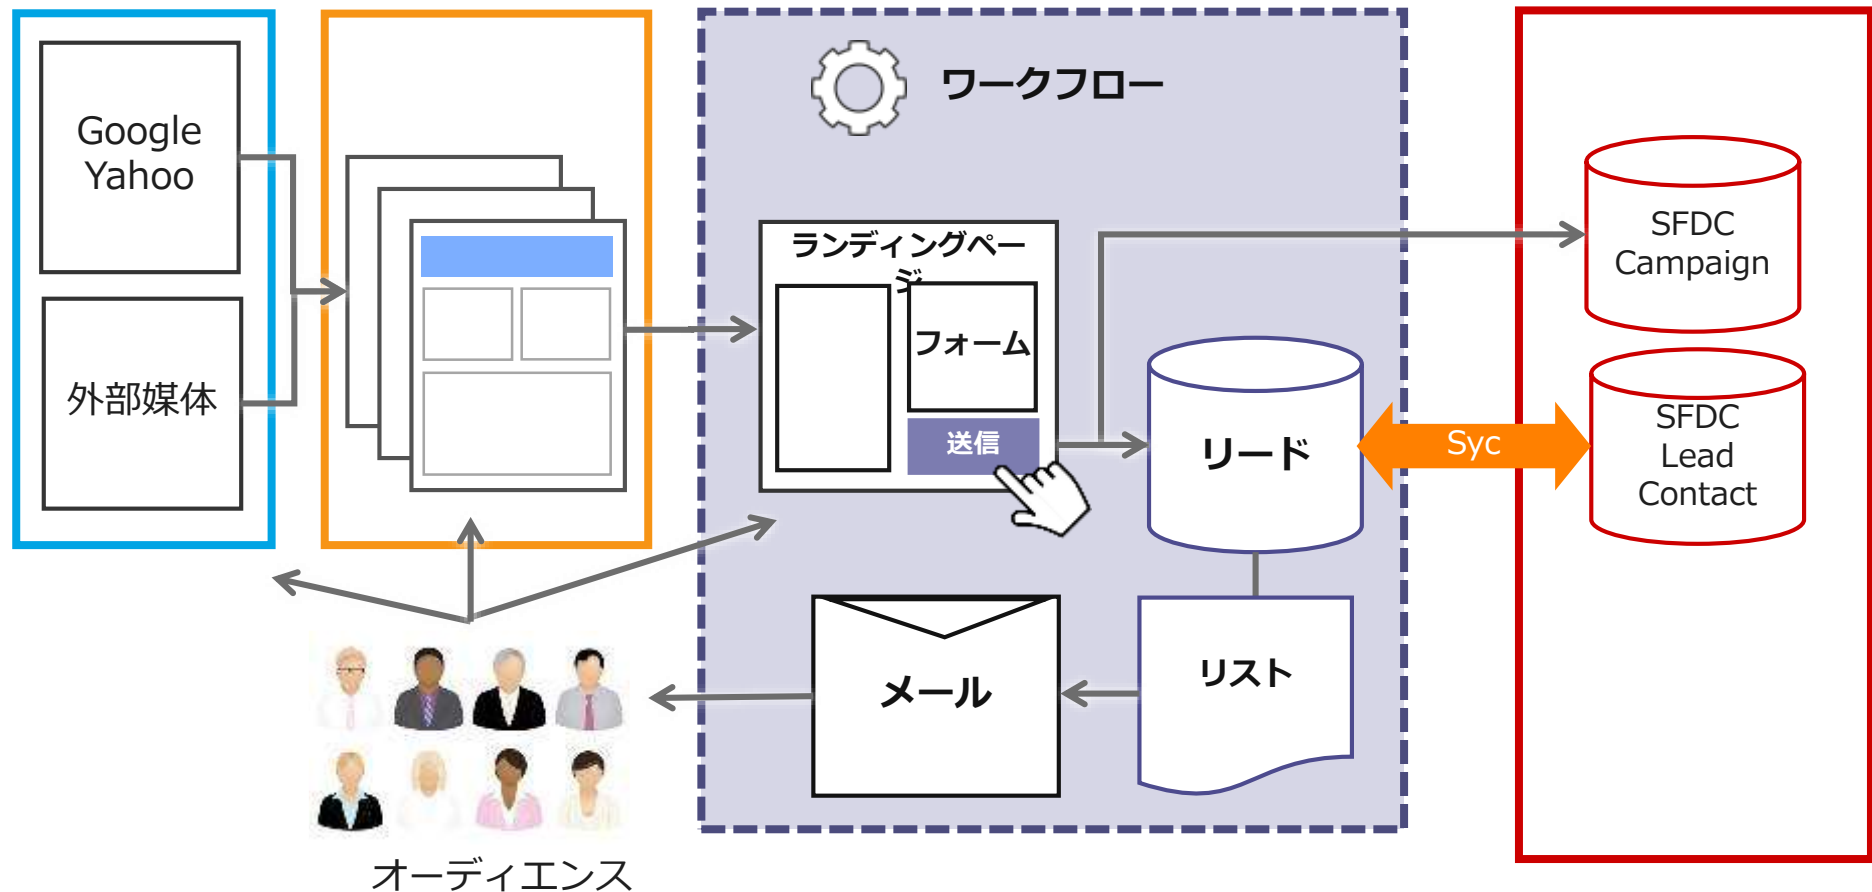 Google
Yahoo
外部媒体
ワークフロー
ランディングペー
ジ
フォーム
送信
リード
Syc
SFDC
Campaign
SFDC
Lead
Contact
メール
リスト
オーディエンス